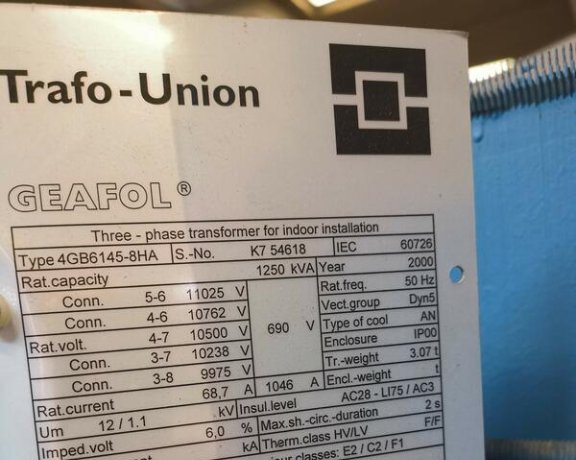 Trafo-Union
GEAFOL®
Three - phase transformer for indoor installation
Type 4GB6145-8HA S.-No. K7 54618 IEC 60726
Rat.capacity 1250 kVA Year 2000
Conn. 5-6 11025 V Rat.freq. 50 Hz
Conn. 4-6 10762 V Vect.group Dyn5
Rat.volt. 4-7 10500 V 690 V Type of cool AN
Conn. 3-7 10238 V Enclosure IP00
Conn. 3-8 9975 V Tr.-weight 3.07 t
Rat.current 68,7 A 1046 A Encl.-weight t
Um 12 / 1.1 kV Insul.level AC28 - LI75 / AC3
Imped.volt 6,0 % Max.sh.-circ.-duration 2 s
kA Therm.class HV/LV F/F
classes: E2 / C2 / F1